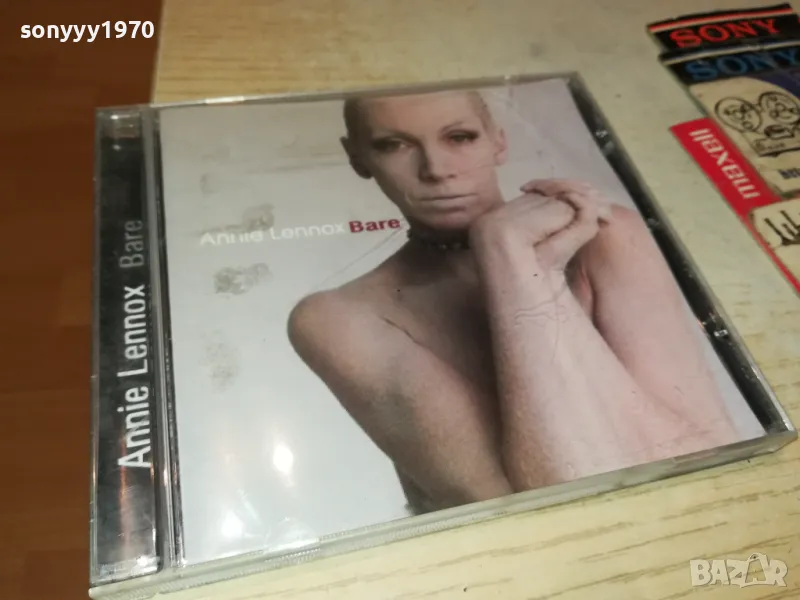 sonyyy1970
SONY
SONY
maxell
Annie Lennox Bare
Annie Lennox Bare
BAZAR